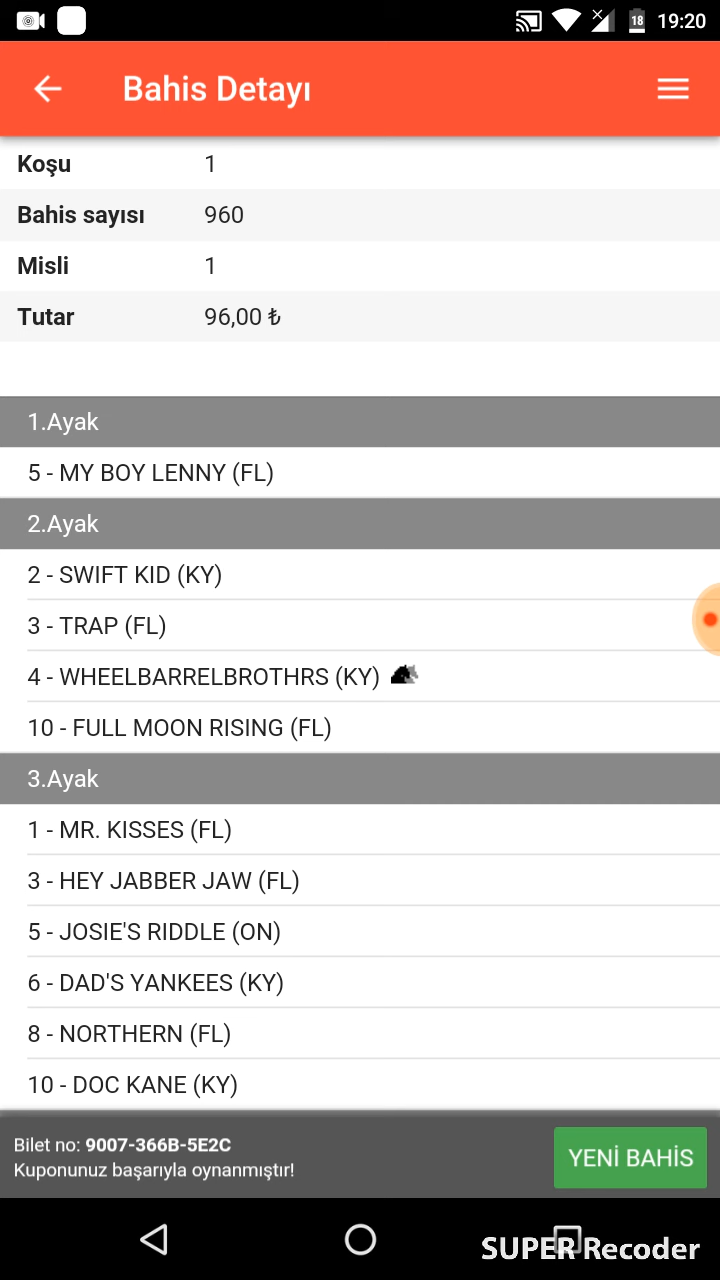 18 19:20
Bahis Detayı
Koşu 1
Bahis sayısı 960
Misli 1
Tutar 96,00 ₺
1.Ayak
5 - MY BOY LENNY (FL)
2.Ayak
2 - SWIFT KID (KY)
3 - TRAP (FL)
4 - WHEELBARRELBROTHRS (KY)
10 - FULL MOON RISING (FL)
3.Ayak
1 - MR. KISSES (FL)
3 - HEY JABBER JAW (FL)
5 - JOSIE'S RIDDLE (ON)
6 - DAD'S YANKEES (KY)
8 - NORTHERN (FL)
10 - DOC KANE (KY)
Bilet no: 9007-366B-5E2C
Kuponunuz başarıyla oynanmıştır!
YENİ BAHİS
SUPER Recoder